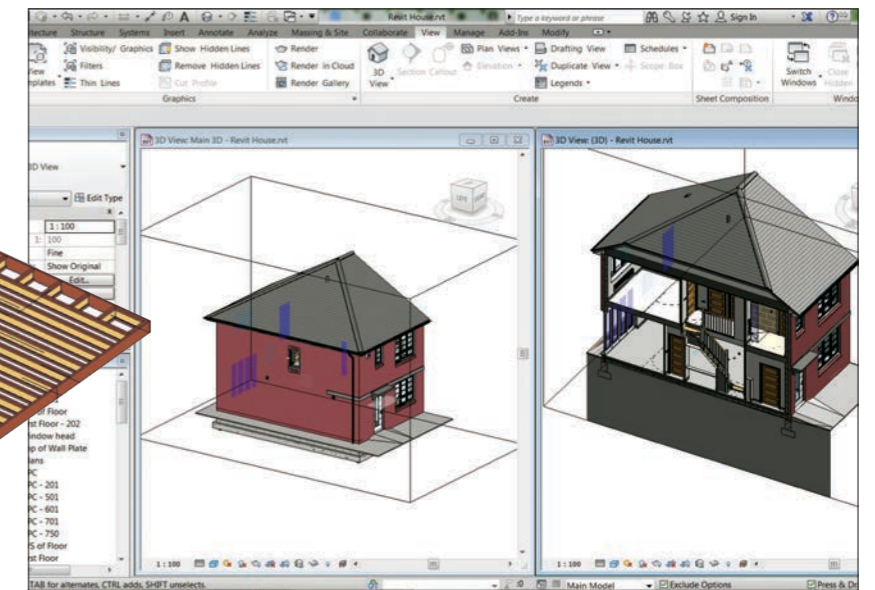 Revit House.rvt
Type a keyword or phrase
Sign In
Structure Systems Insert Annotate Analyze Massing & Site Collaborate View Manage Add-Ins Modify
Visibility/ Graphics Show Hidden Lines Render Plan Views Drafting View Schedules
Filters Remove Hidden Lines Render in Cloud 3D View Section Callout Elevation Duplicate View Scope Box Switch Windows Close Hidden
Thin Lines Cut Profile Render Gallery Legends
Graphics Create Sheet Composition
3D View: Main 3D - Revit House.rvt
3D View: {3D} - Revit House.rvt
3D View
Edit Type
1 : 100
1: 100
Fine
Show Original
Edit...
of Floor
Floor - 202
head
of Wall Plate
PC - 201
PC - 501
PC - 601
PC - 701
PC - 750
of Floor
Floor
LEFT
1 : 100
1 : 100
TAB for alternates, CTRL adds, SHIFT unselects.
:0
Main Model
Exclude Options
Press &